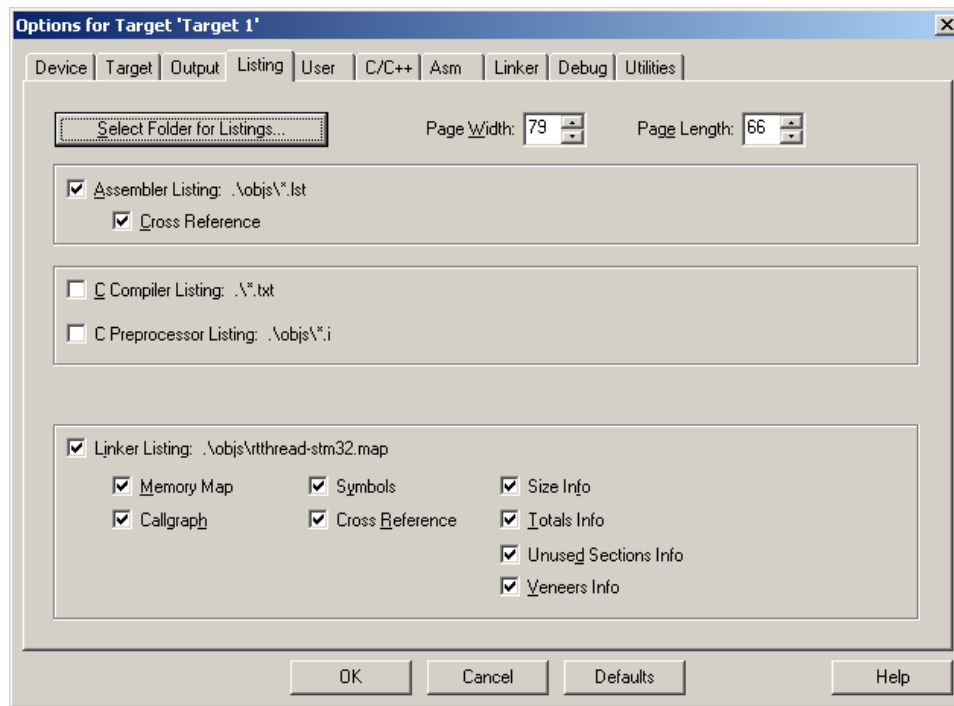 Options for Target 'Target 1'
Device Target Output Listing User C/C++ Asm Linker Debug Utilities
Select Folder for Listings... Page Width: 79 Page Length: 66
Assembler Listing: .\objs\*.lst
Cross Reference
C Compiler Listing: .\*.txt
C Preprocessor Listing: .\objs\*.i
Linker Listing: .\objs\rtthread-stm32.map
Memory Map Symbols Size Info
Callgraph Cross Reference Totals Info
Unused Sections Info
Veneers Info
OK Cancel Defaults Help